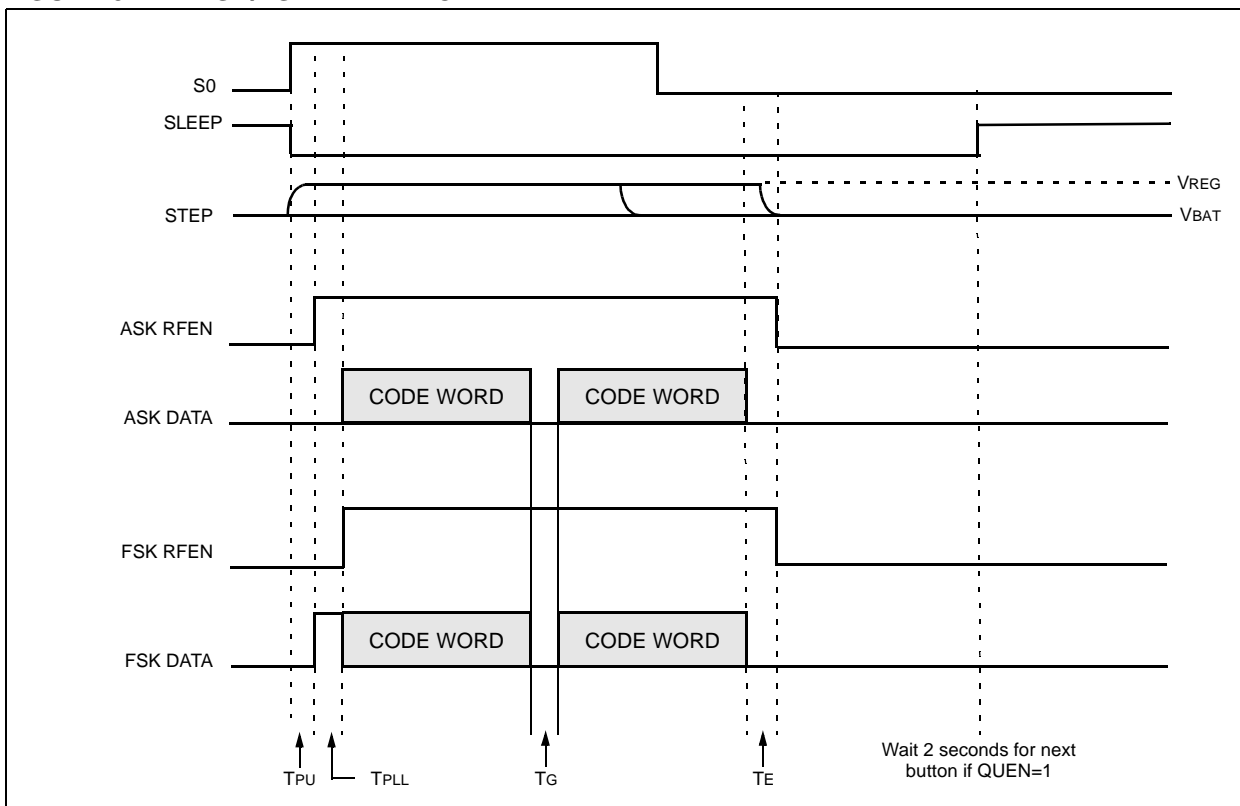 S0
SLEEP
VREG
STEP
VBAT
ASK RFEN
CODE WORD
CODE WORD
ASK DATA
FSK RFEN
CODE WORD
CODE WORD
FSK DATA
Wait 2 seconds for next
button if QUEN=1
TPU
TPLL
TG
TE